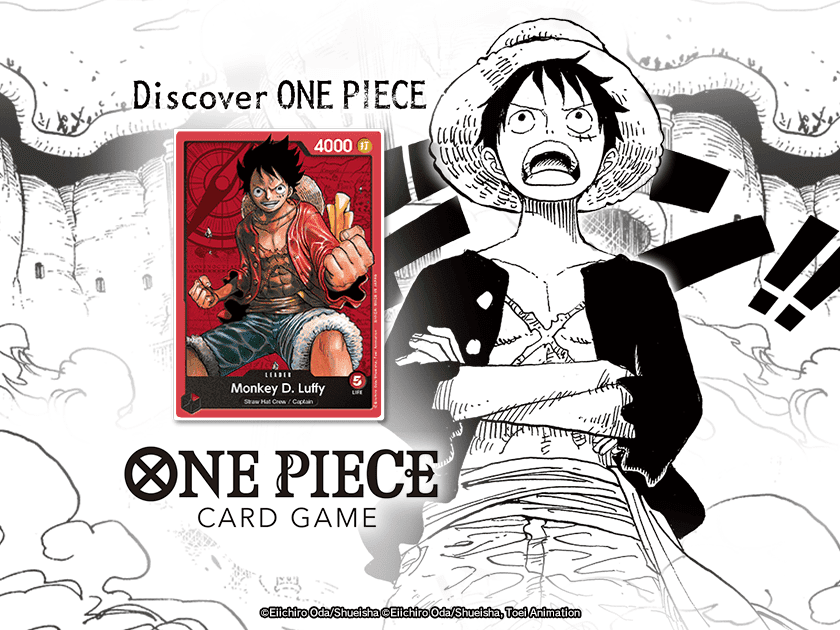 Discover ONE PIECE
4000 打
LEADER
Monkey D. Luffy
5
LIFE
Straw Hat Crew / Captain
ONE PIECE
CARD GAME
!!
©Eiichiro Oda/Shueisha ©Eiichiro Oda/Shueisha, Toei Animation